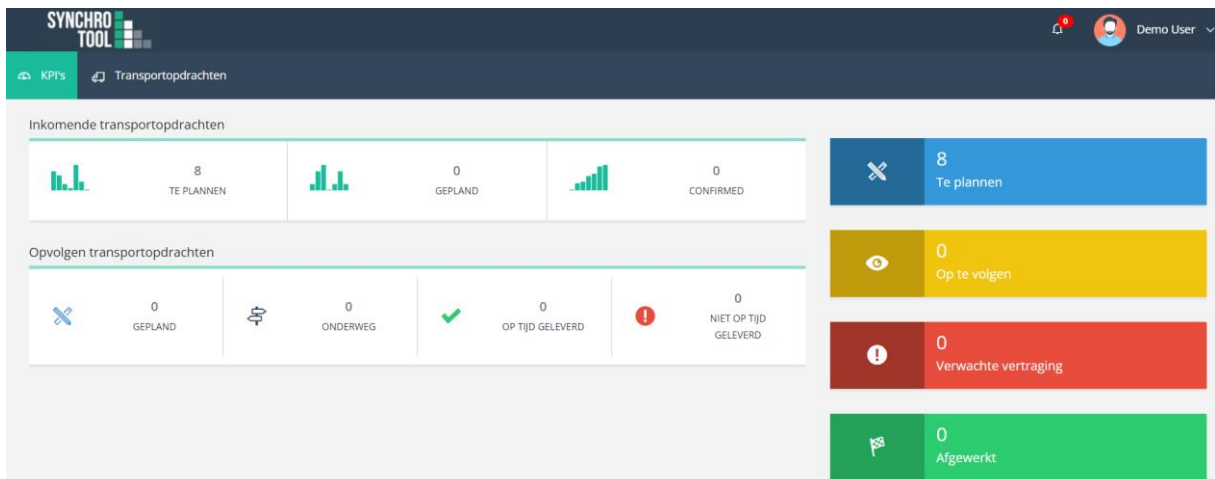 SYNCHRO
TOOL
0
Demo User
KPI's
Transportopdrachten
Inkomende transportopdrachten
8
TE PLANNEN
0
GEPLAND
0
CONFIRMED
Opvolgen transportopdrachten
0
GEPLAND
0
ONDERWEG
0
OP TIJD GELEVERD
0
NIET OP TIJD
GELEVERD
8
Te plannen
0
Op te volgen
0
Verwachte vertraging
0
Afgewerkt